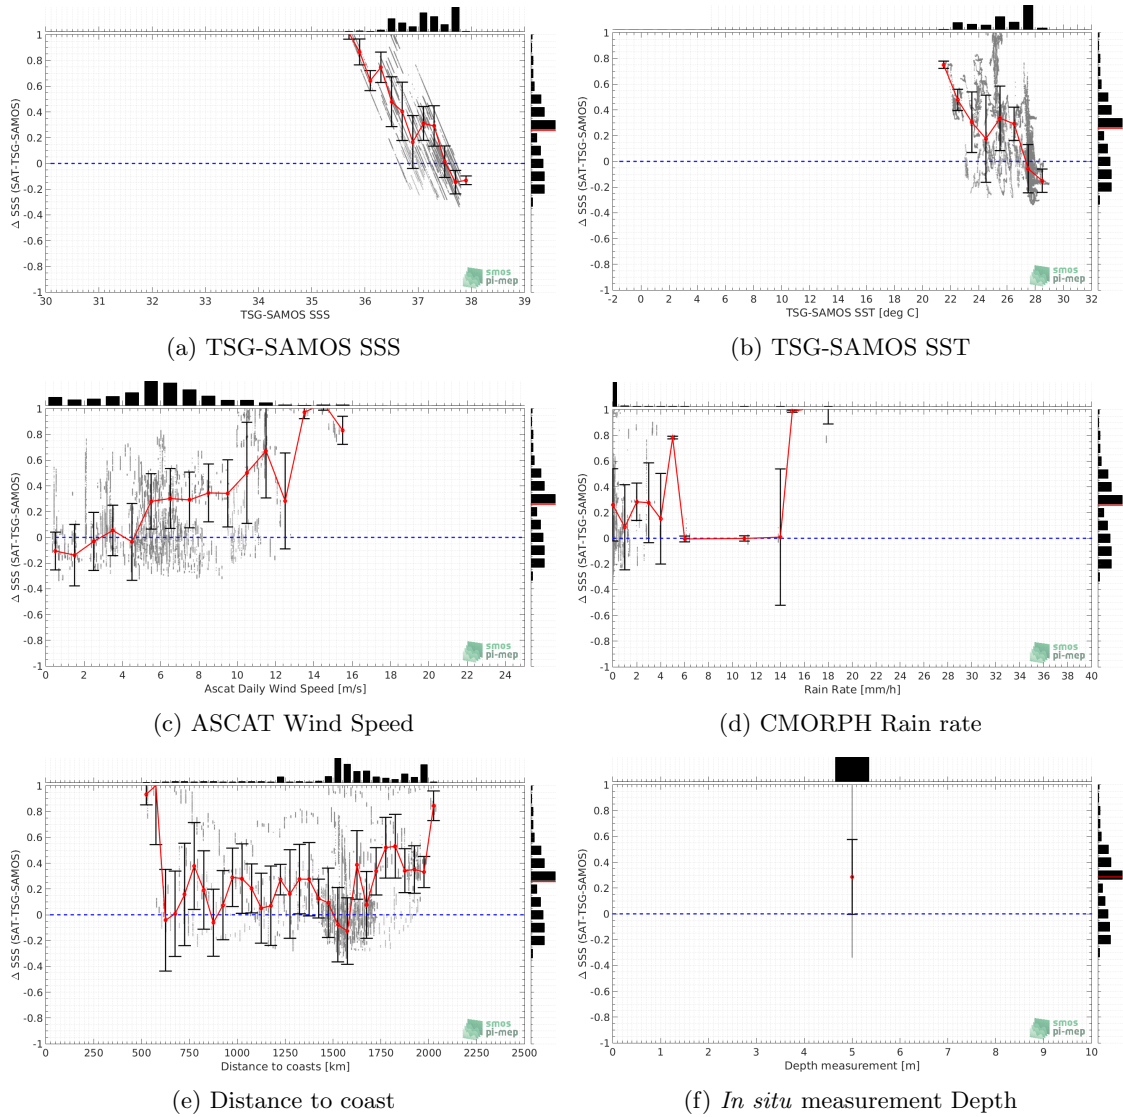 1
0.8
0.6
0.4
0.2
0
-0.2
-0.4
-0.6
-0.8
-1
Δ SSS (SAT-TSG-SAMOS)
30 31 32 33 34 35 36 37 38 39
TSG-SAMOS SSS
smos
pi-mep
(a) TSG-SAMOS SSS
1
0.8
0.6
0.4
0.2
0
-0.2
-0.4
-0.6
-0.8
-1
Δ SSS (SAT-TSG-SAMOS)
-2 0 2 4 6 8 10 12 14 16 18 20 22 24 26 28 30 32
TSG-SAMOS SST [deg C]
smos
pi-mep
(b) TSG-SAMOS SST
1
0.8
0.6
0.4
0.2
0
-0.2
-0.4
-0.6
-0.8
-1
Δ SSS (SAT-TSG-SAMOS)
0 2 4 6 8 10 12 14 16 18 20 22 24
Ascat Daily Wind Speed [m/s]
smos
pi-mep
(c) ASCAT Wind Speed
1
0.8
0.6
0.4
0.2
0
-0.2
-0.4
-0.6
-0.8
-1
Δ SSS (SAT-TSG-SAMOS)
0 2 4 6 8 10 12 14 16 18 20 22 24 26 28 30 32 34 36 38 40
Rain Rate [mm/h]
smos
pi-mep
(d) CMORPH Rain rate
1
0.8
0.6
0.4
0.2
0
-0.2
-0.4
-0.6
-0.8
-1
Δ SSS (SAT-TSG-SAMOS)
0 250 500 750 1000 1250 1500 1750 2000 2250 2500
Distance to coasts [km]
smos
pi-mep
(e) Distance to coast
1
0.8
0.6
0.4
0.2
0
-0.2
-0.4
-0.6
-0.8
-1
Δ SSS (SAT-TSG-SAMOS)
0 1 2 3 4 5 6 7 8 9 10
Depth measurement [m]
smos
pi-mep
(f) In situ measurement Depth